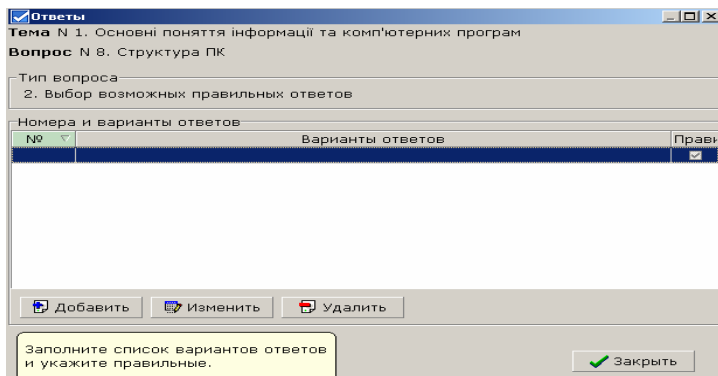 Ответы
Тема N 1. Основні поняття інформації та комп'ютерних програм
Вопрос N 8. Структура ПК
Тип вопроса
2. Выбор возможных правильных ответов
Номера и варианты ответов
№ Варианты ответов Прави
Добавить Изменить Удалить
Заполните список вариантов ответов
и укажите правильные.
Закрыть